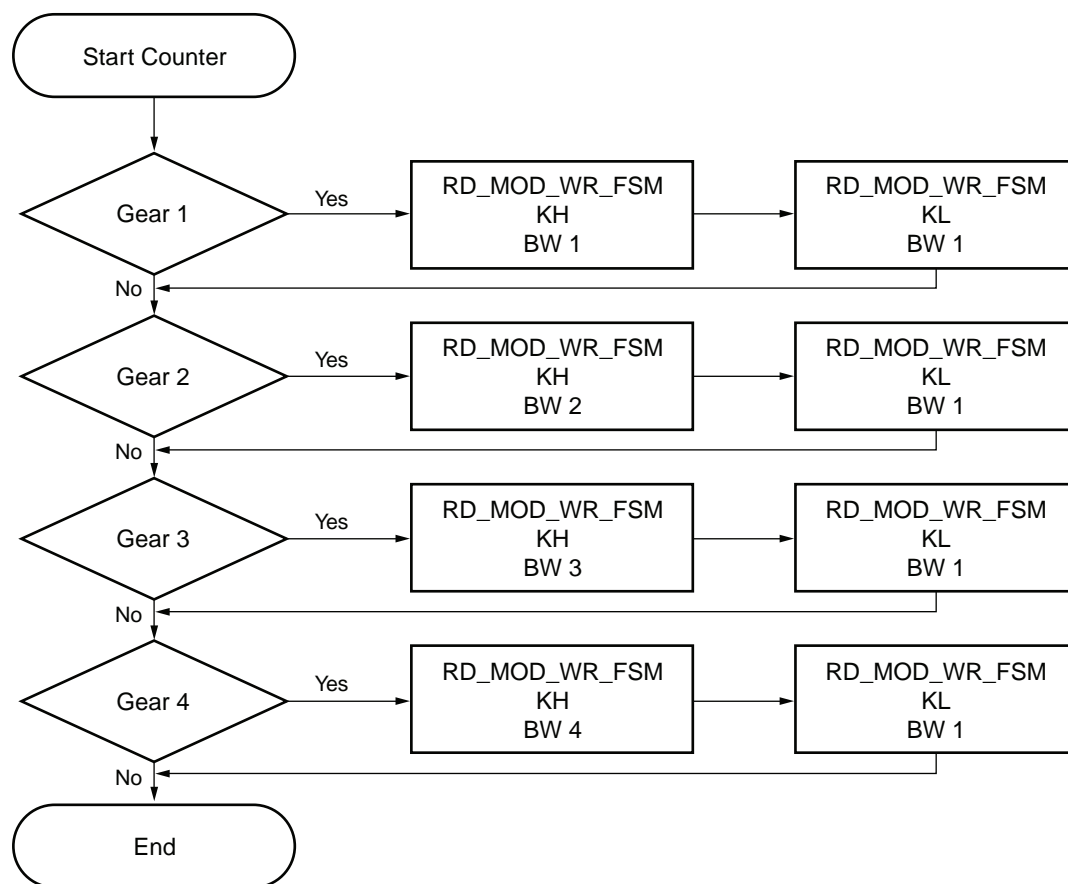 Start Counter
Gear 1
Yes
RD_MOD_WR_FSM
KH
BW 1
RD_MOD_WR_FSM
KL
BW 1
No
Gear 2
Yes
RD_MOD_WR_FSM
KH
BW 2
RD_MOD_WR_FSM
KL
BW 1
No
Gear 3
Yes
RD_MOD_WR_FSM
KH
BW 3
RD_MOD_WR_FSM
KL
BW 1
No
Gear 4
Yes
RD_MOD_WR_FSM
KH
BW 4
RD_MOD_WR_FSM
KL
BW 1
No
End